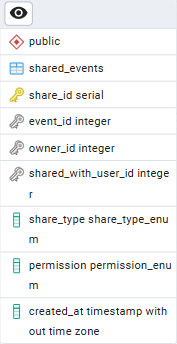 public
shared_events
share_id serial
event_id integer
owner_id integer
shared_with_user_id intege
r
share_type share_type_enu
m
permission permission_enu
m
created_at timestamp with
out time zone